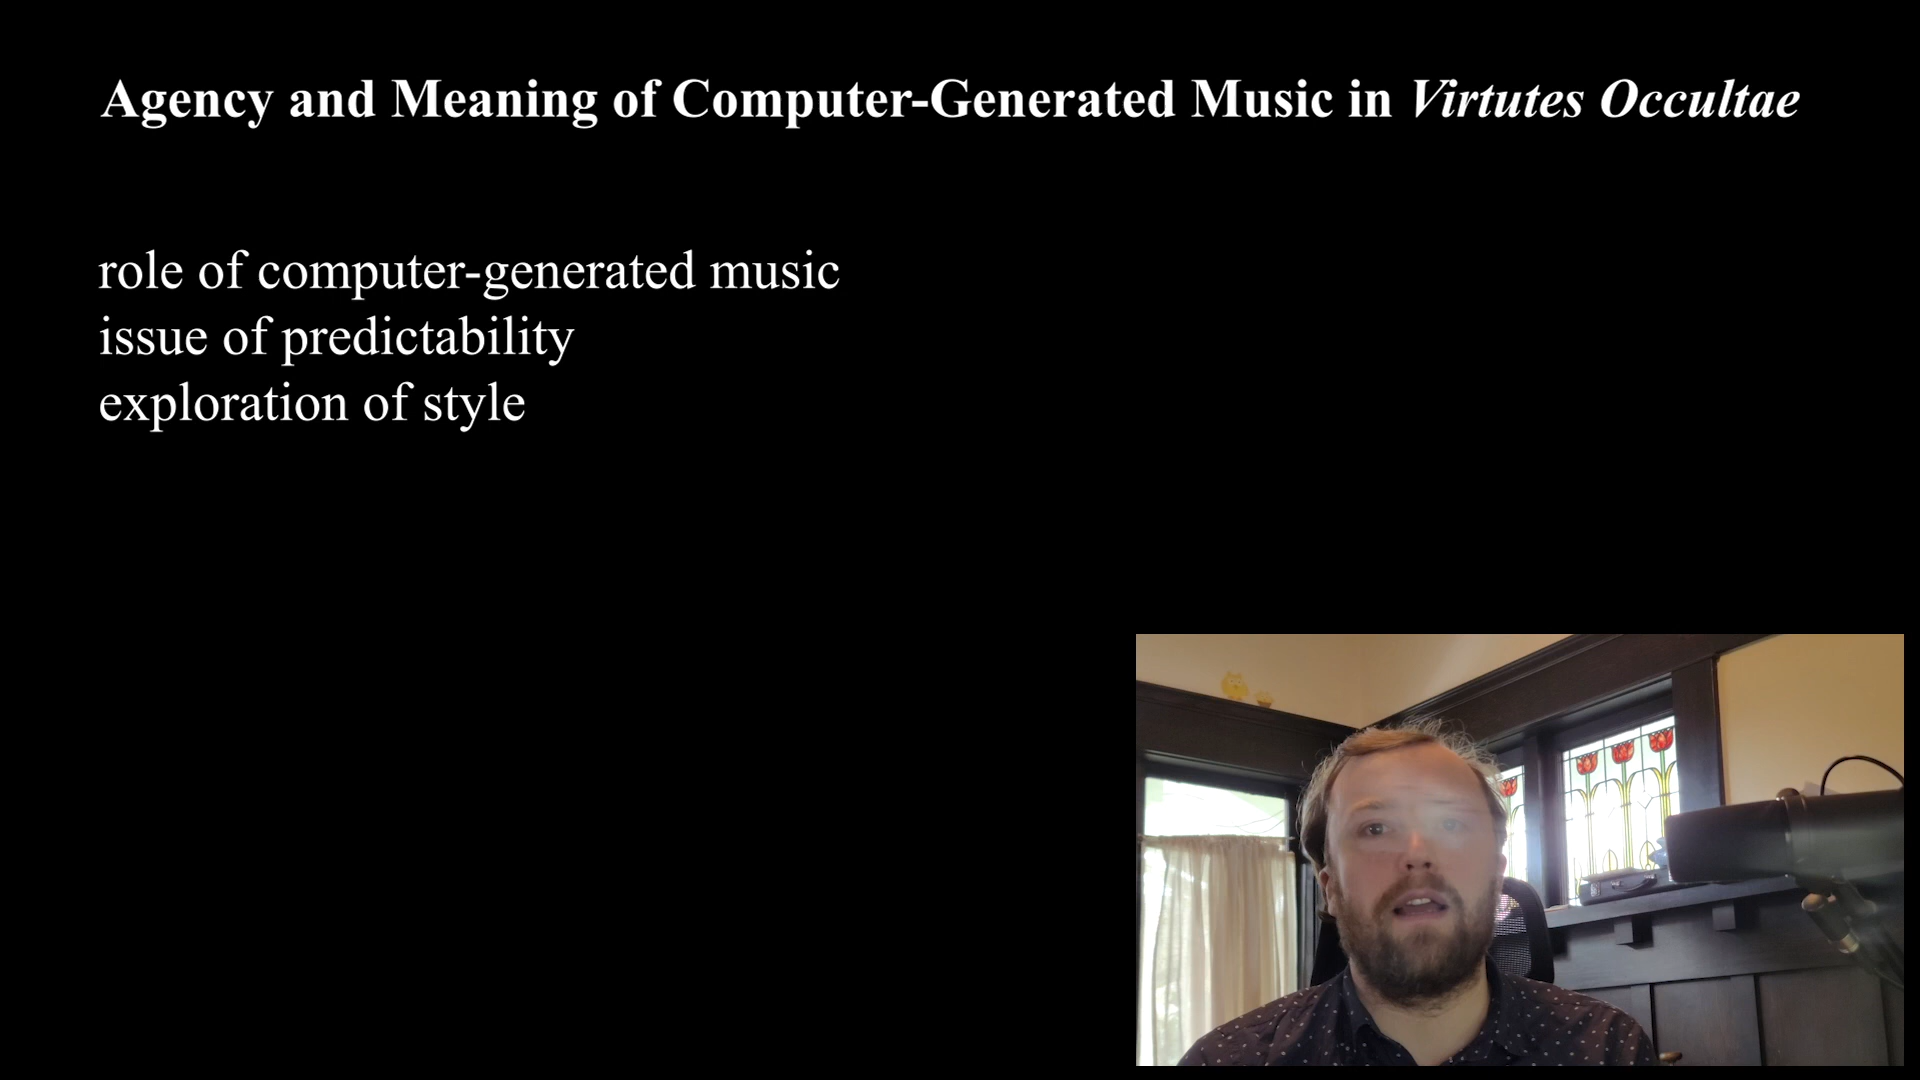 Agency and Meaning of Computer-Generated Music in Virtutes Occultae
role of computer-generated music
issue of predictability
exploration of style